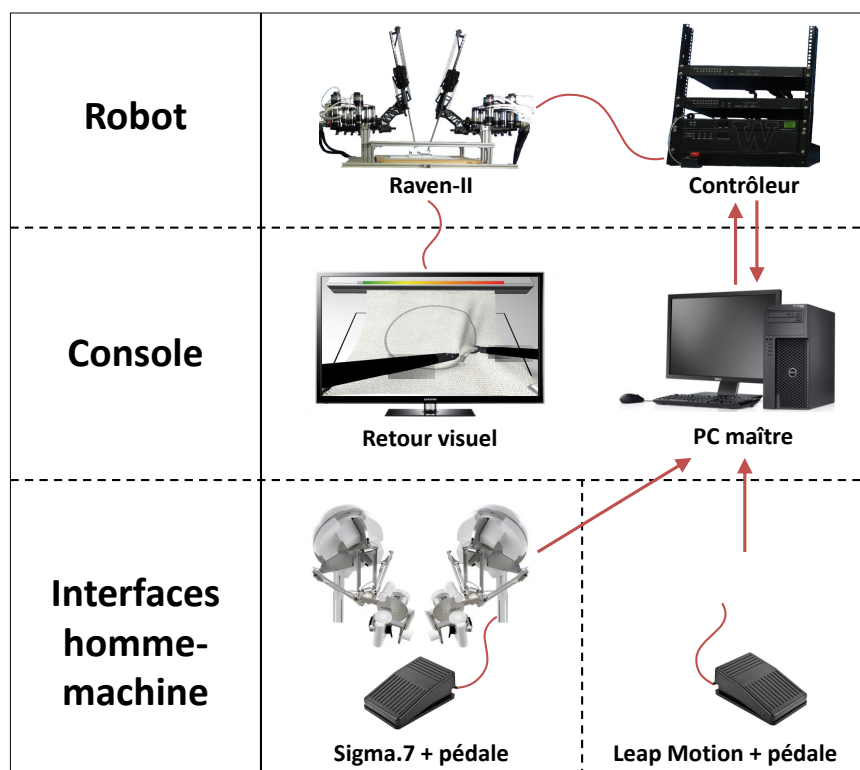 Robot
Raven-II
Contrôleur
Console
Retour visuel
PC maître
Interfaces
homme-
machine
Sigma.7 + pédale
Leap Motion + pédale